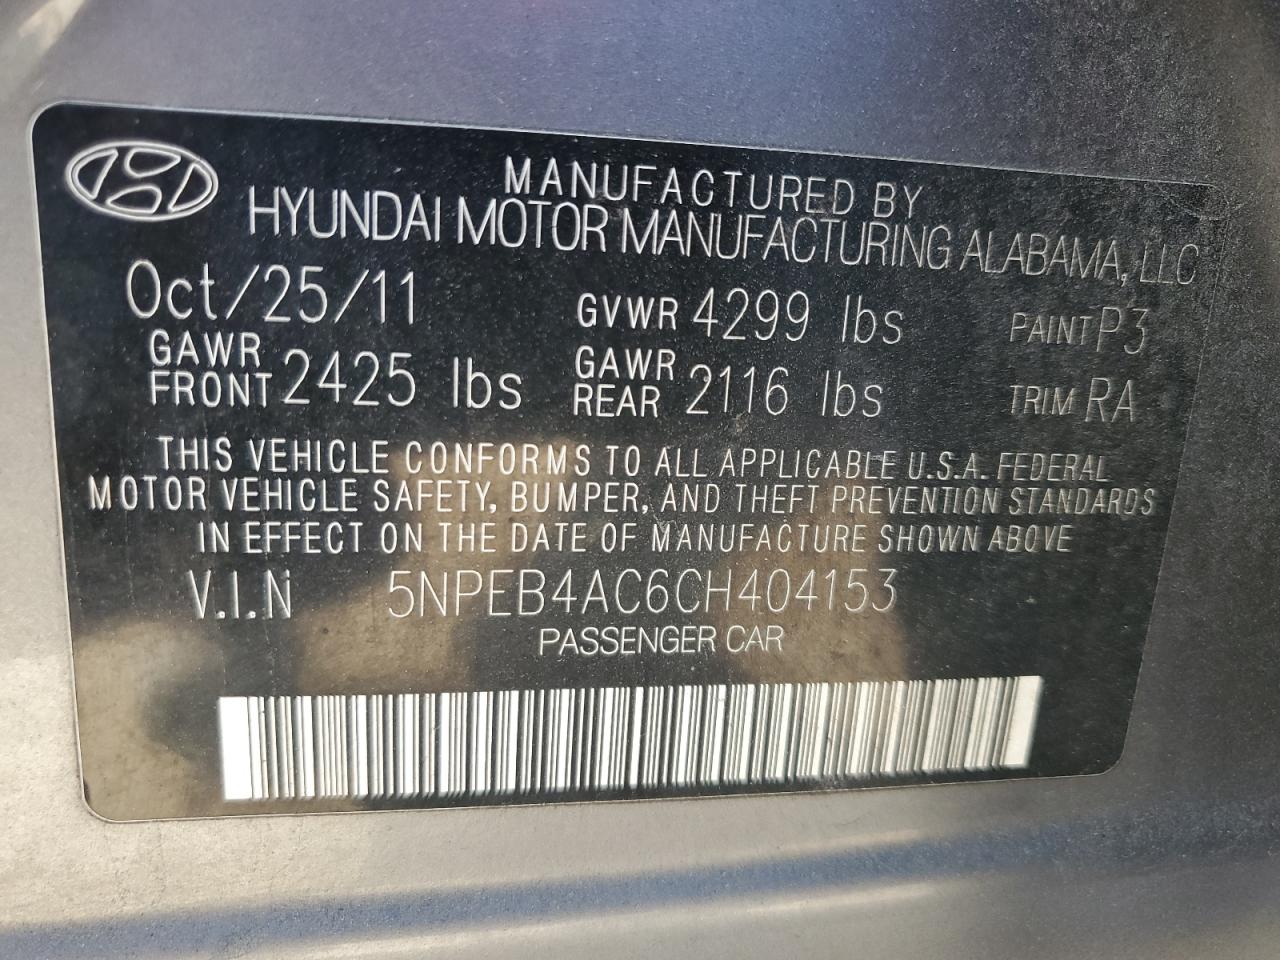 MANUFACTURED BY
HYUNDAI MOTOR MANUFACTURING ALABAMA, LLC
Oct/25/11 GVWR 4299 lbs PAINT P3
GAWR FRONT 2425 lbs GAWR REAR 2116 lbs TRIM RA
THIS VEHICLE CONFORMS TO ALL APPLICABLE U.S.A. FEDERAL
MOTOR VEHICLE SAFETY, BUMPER, AND THEFT PREVENTION STANDARDS
IN EFFECT ON THE DATE OF MANUFACTURE SHOWN ABOVE
V.I.N 5NPEB4AC6CH404153
PASSENGER CAR